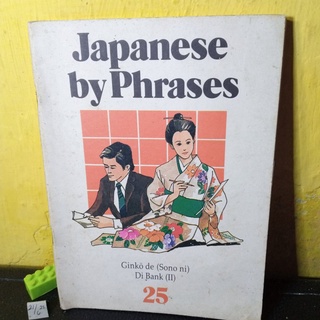 Japanese
by Phrases
Ginkō de (Sono ni)
Di Bank (II)
25